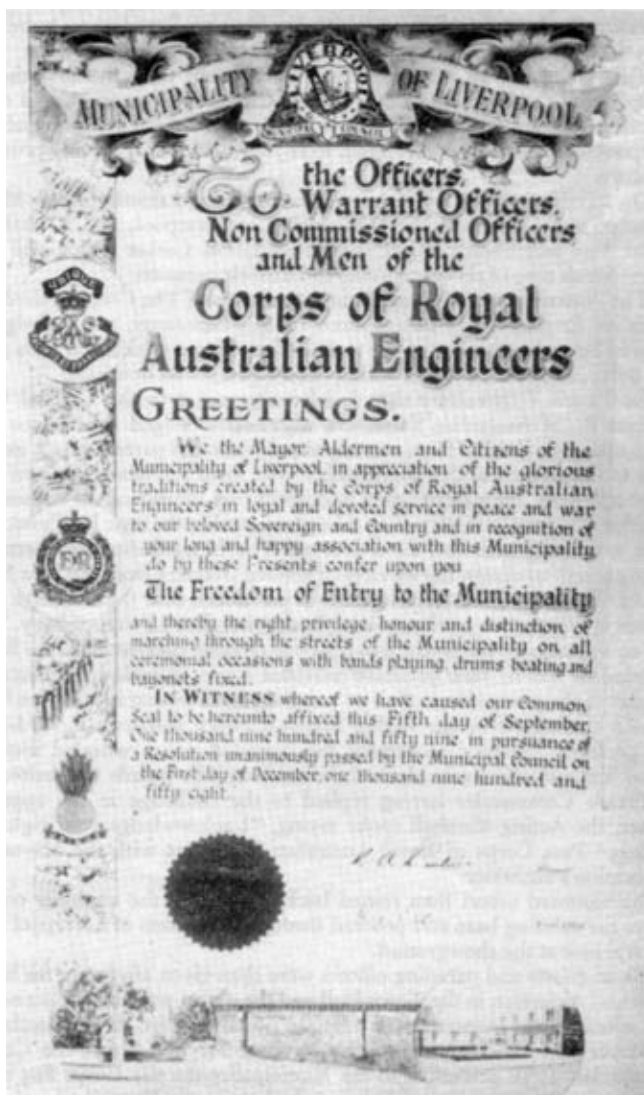 MUNICIPALITY
LIVERPOOL
OF LIVERPOOL
To the Officers,
Warrant Officers,
Non Commissioned Officers
and Men of the
Corps of Royal
Australian Engineers
GREETINGS.
We the Mayor Aldermen and Citizens of the
Municipality of Liverpool, in appreciation of the glorious
traditions created by the Corps of Royal Australian
Engineers in loyal and devoted service in peace and war
to our beloved Sovereign and Country and in recognition of
your long and happy association with this Municipality
do by these Presents confer upon you
The Freedom of Entry to the Municipality
and thereby the right, privilege, honour and distinction of
marching through the streets of the Municipality on all
ceremonial occasions with bands playing, drums beating and
bayonets fixed.
IN WITNESS whereof we have caused our Common
Seal to be hereunto affixed this Fifth day of September,
One thousand nine hundred and fifty nine in pursuance of
a Resolution unanimously passed by the Municipal Council on
the First day of December, one thousand nine hundred and
fifty eight.